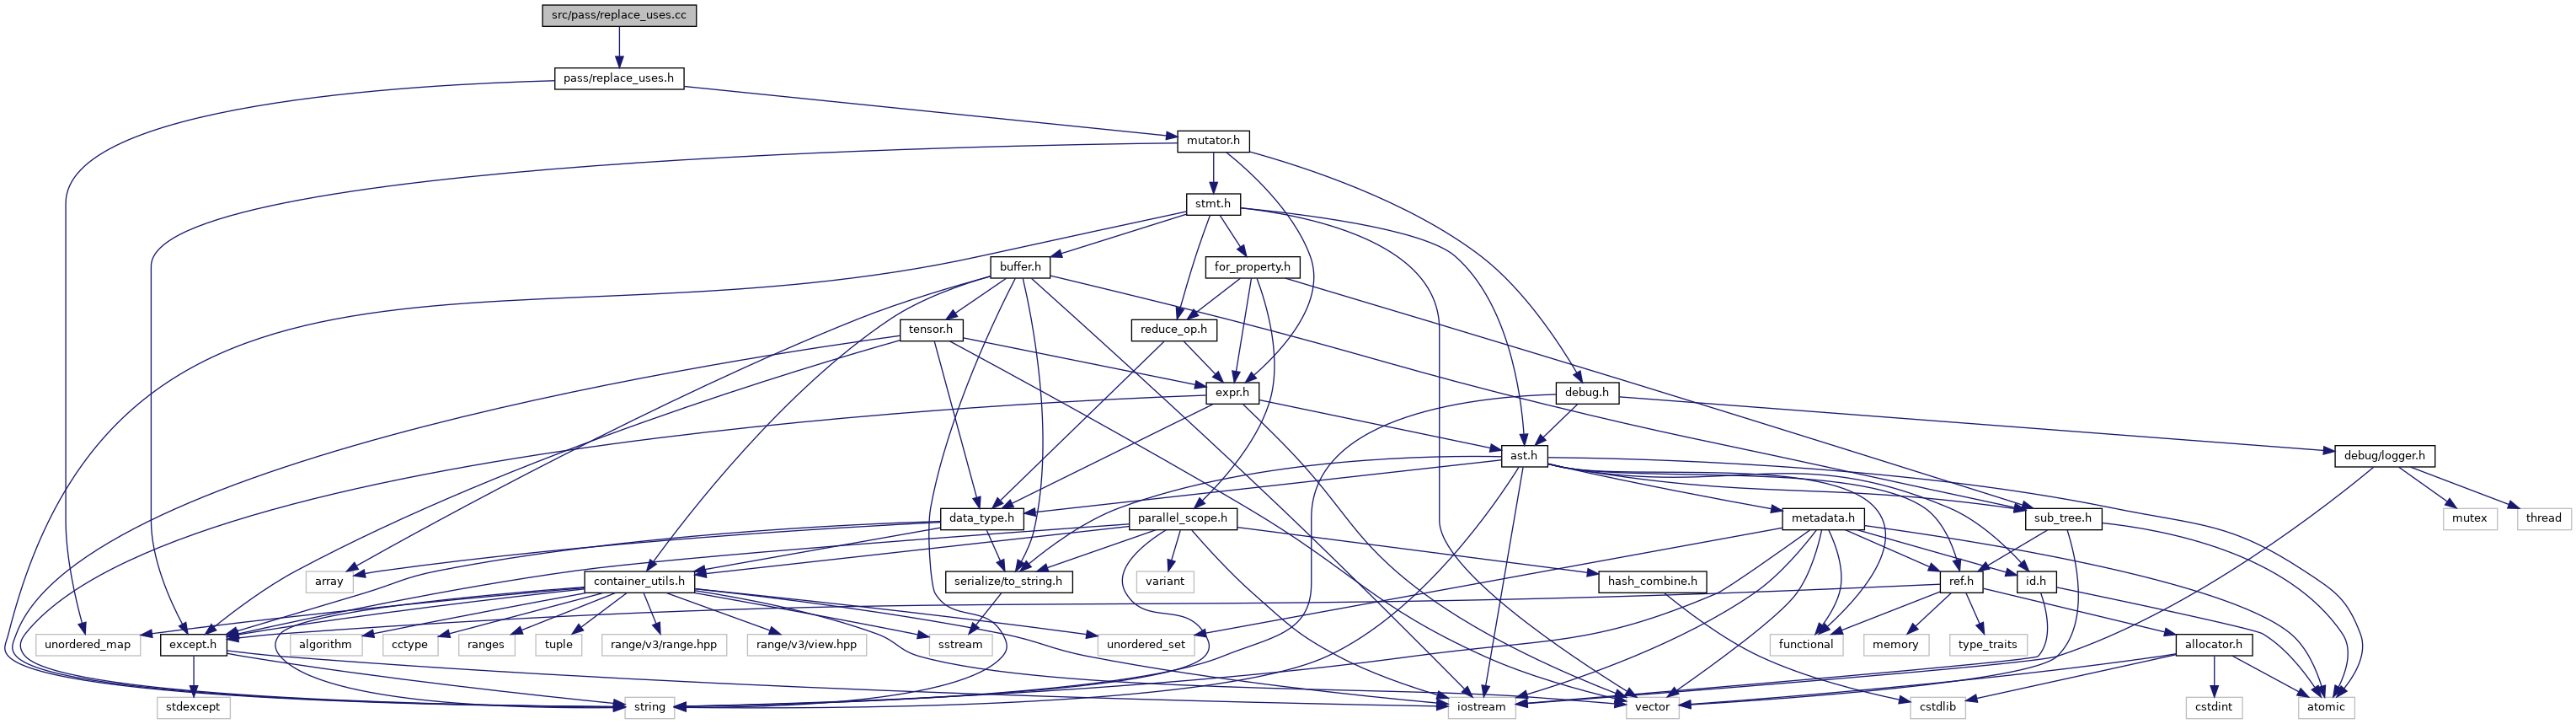 src/pass/replace_uses.cc
pass/replace_uses.h
mutator.h
stmt.h
buffer.h
for_property.h
tensor.h
reduce_op.h
expr.h
debug.h
ast.h
debug/logger.h
data_type.h
parallel_scope.h
metadata.h
sub_tree.h
mutex
thread
array
container_utils.h
serialize/to_string.h
variant
hash_combine.h
ref.h
id.h
unordered_map
except.h
algorithm
cctype
ranges
tuple
range/v3/range.hpp
range/v3/view.hpp
sstream
unordered_set
functional
memory
type_traits
allocator.h
stdexcept
string
iostream
vector
cstdlib
cstdint
atomic